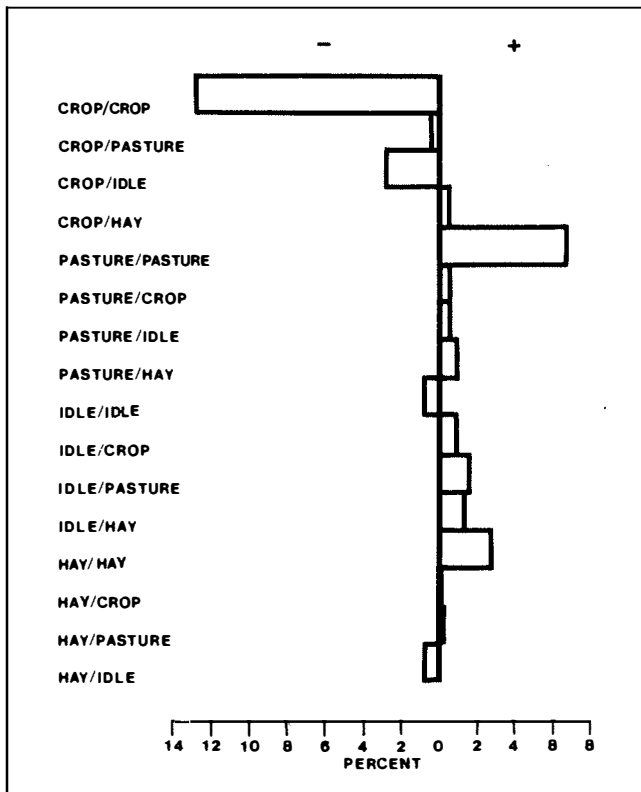 - +
CROP/CROP
CROP/PASTURE
CROP/IDLE
CROP/HAY
PASTURE/PASTURE
PASTURE/CROP
PASTURE/IDLE
PASTURE/HAY
IDLE/IDLE
IDLE/CROP
IDLE/PASTURE
IDLE/HAY
HAY/HAY
HAY/CROP
HAY/PASTURE
HAY/IDLE
14 12 10 8 6 4 2 0 2 4 6 8
PERCENT